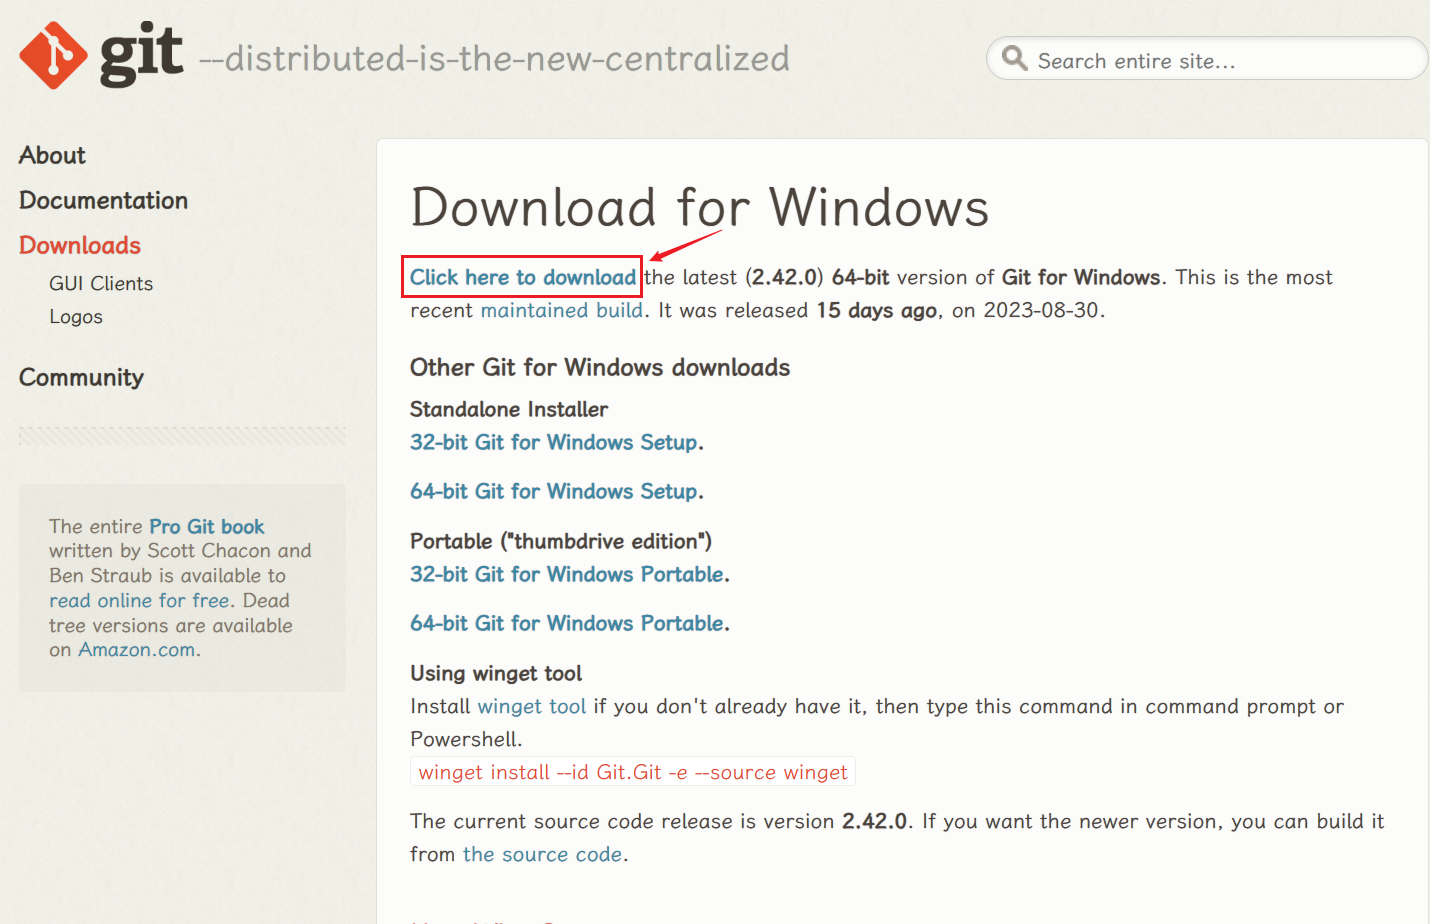 git --distributed-is-the-new-centralized
Search entire site...
About
Documentation
Downloads
GUI Clients
Logos
Community
The entire Pro Git book
written by Scott Chacon and
Ben Straub is available to
read online for free. Dead
tree versions are available
on Amazon.com.
Download for Windows
Click here to download the latest (2.42.0) 64-bit version of Git for Windows. This is the most
recent maintained build. It was released 15 days ago, on 2023-08-30.
Other Git for Windows downloads
Standalone Installer
32-bit Git for Windows Setup.
64-bit Git for Windows Setup.
Portable ("thumbdrive edition")
32-bit Git for Windows Portable.
64-bit Git for Windows Portable.
Using winget tool
Install winget tool if you don't already have it, then type this command in command prompt or
Powershell.
winget install --id Git.Git -e --source winget
The current source code release is version 2.42.0. If you want the newer version, you can build it
from the source code.